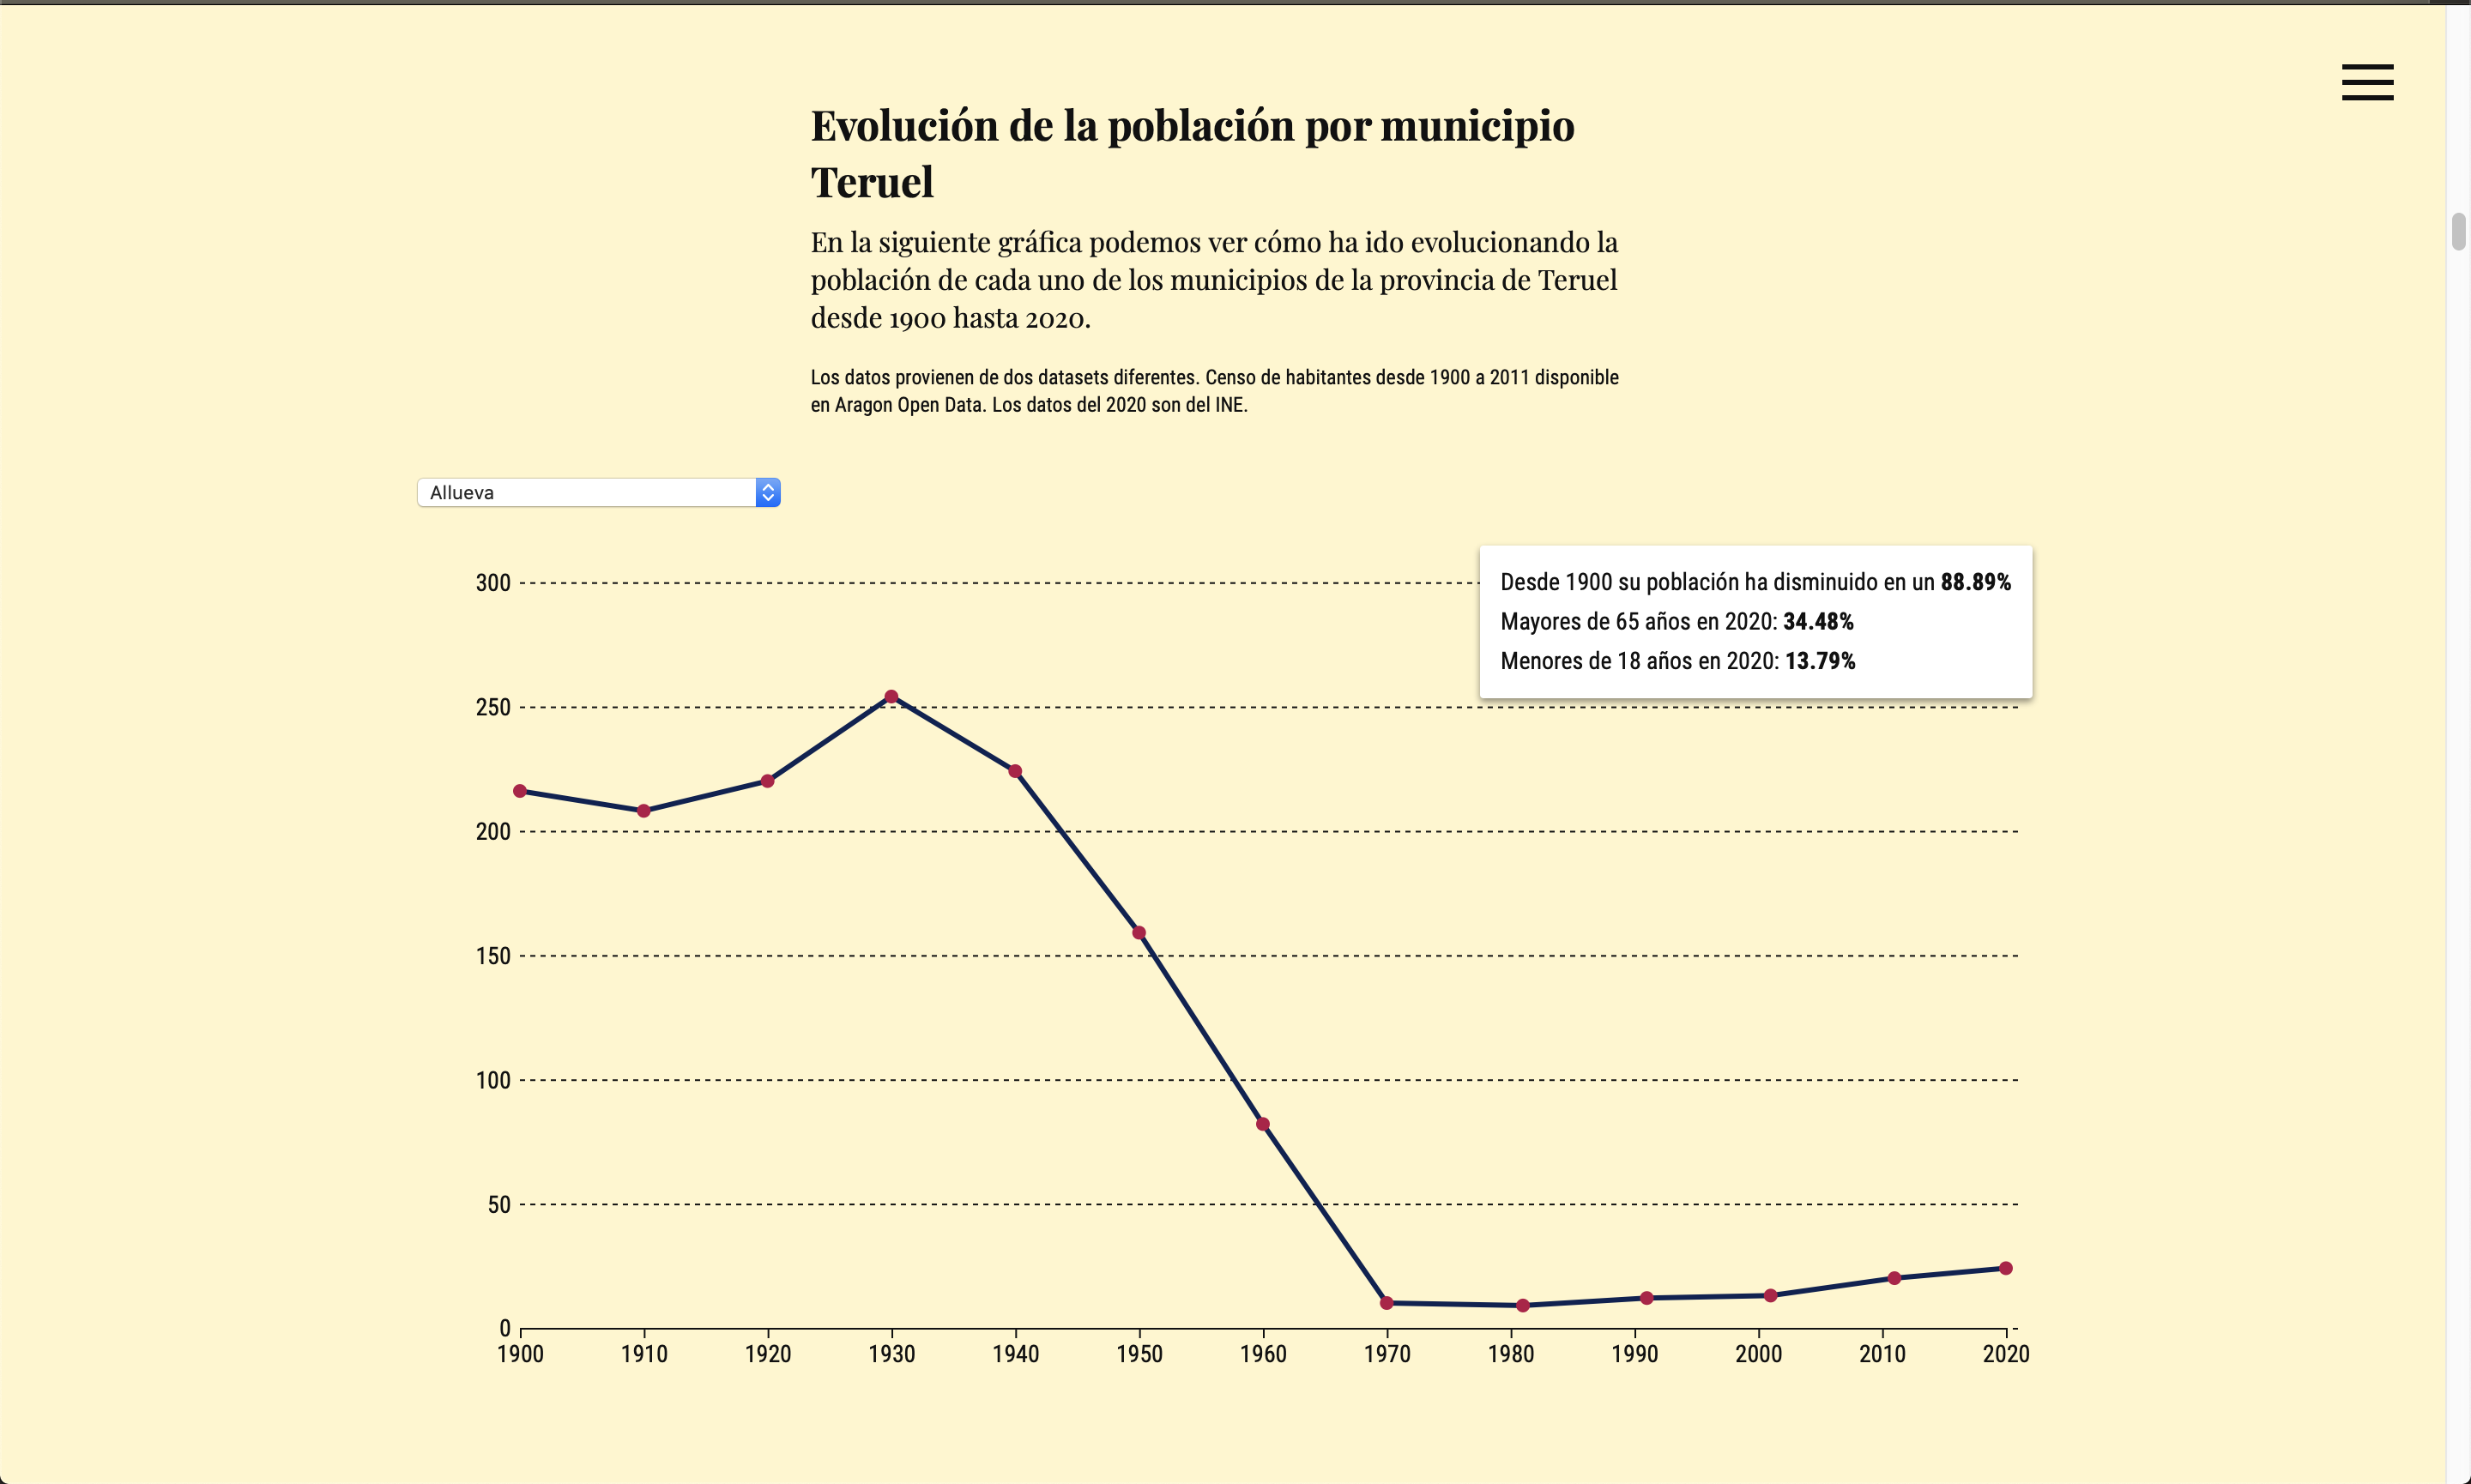 Evolución de la población por municipio
Teruel
En la siguiente gráfica podemos ver cómo ha ido evolucionando la
población de cada uno de los municipios de la provincia de Teruel
desde 1900 hasta 2020.
Los datos provienen de dos datasets diferentes. Censo de habitantes desde 1900 a 2011 disponible
en Aragon Open Data. Los datos del 2020 son del INE.
Allueva
Desde 1900 su población ha disminuido en un 88.89%
Mayores de 65 años en 2020: 34.48%
Menores de 18 años en 2020: 13.79%
300
250
200
150
100
50
0
1900 1910 1920 1930 1940 1950 1960 1970 1980 1990 2000 2010 2020